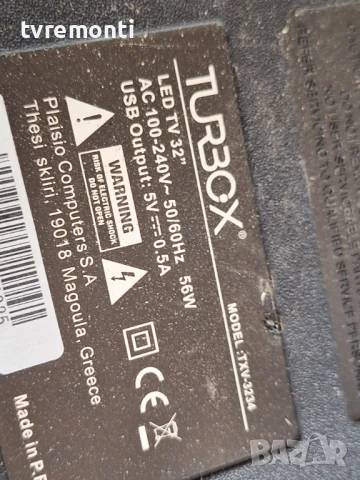 tvremonti
TURBOX®
LED TV 32"
AC 100-240V~ 50/60Hz 56W
USB Output: 5V 0.5A
WARNING
RISK OF ELECTRIC SHOCK
DO NOT OPEN
MODEL: TXV-3234
Plaisio Computers S.A
Thesi skliri, 19018 Magoula, Greece
Made in P.
BAZAR